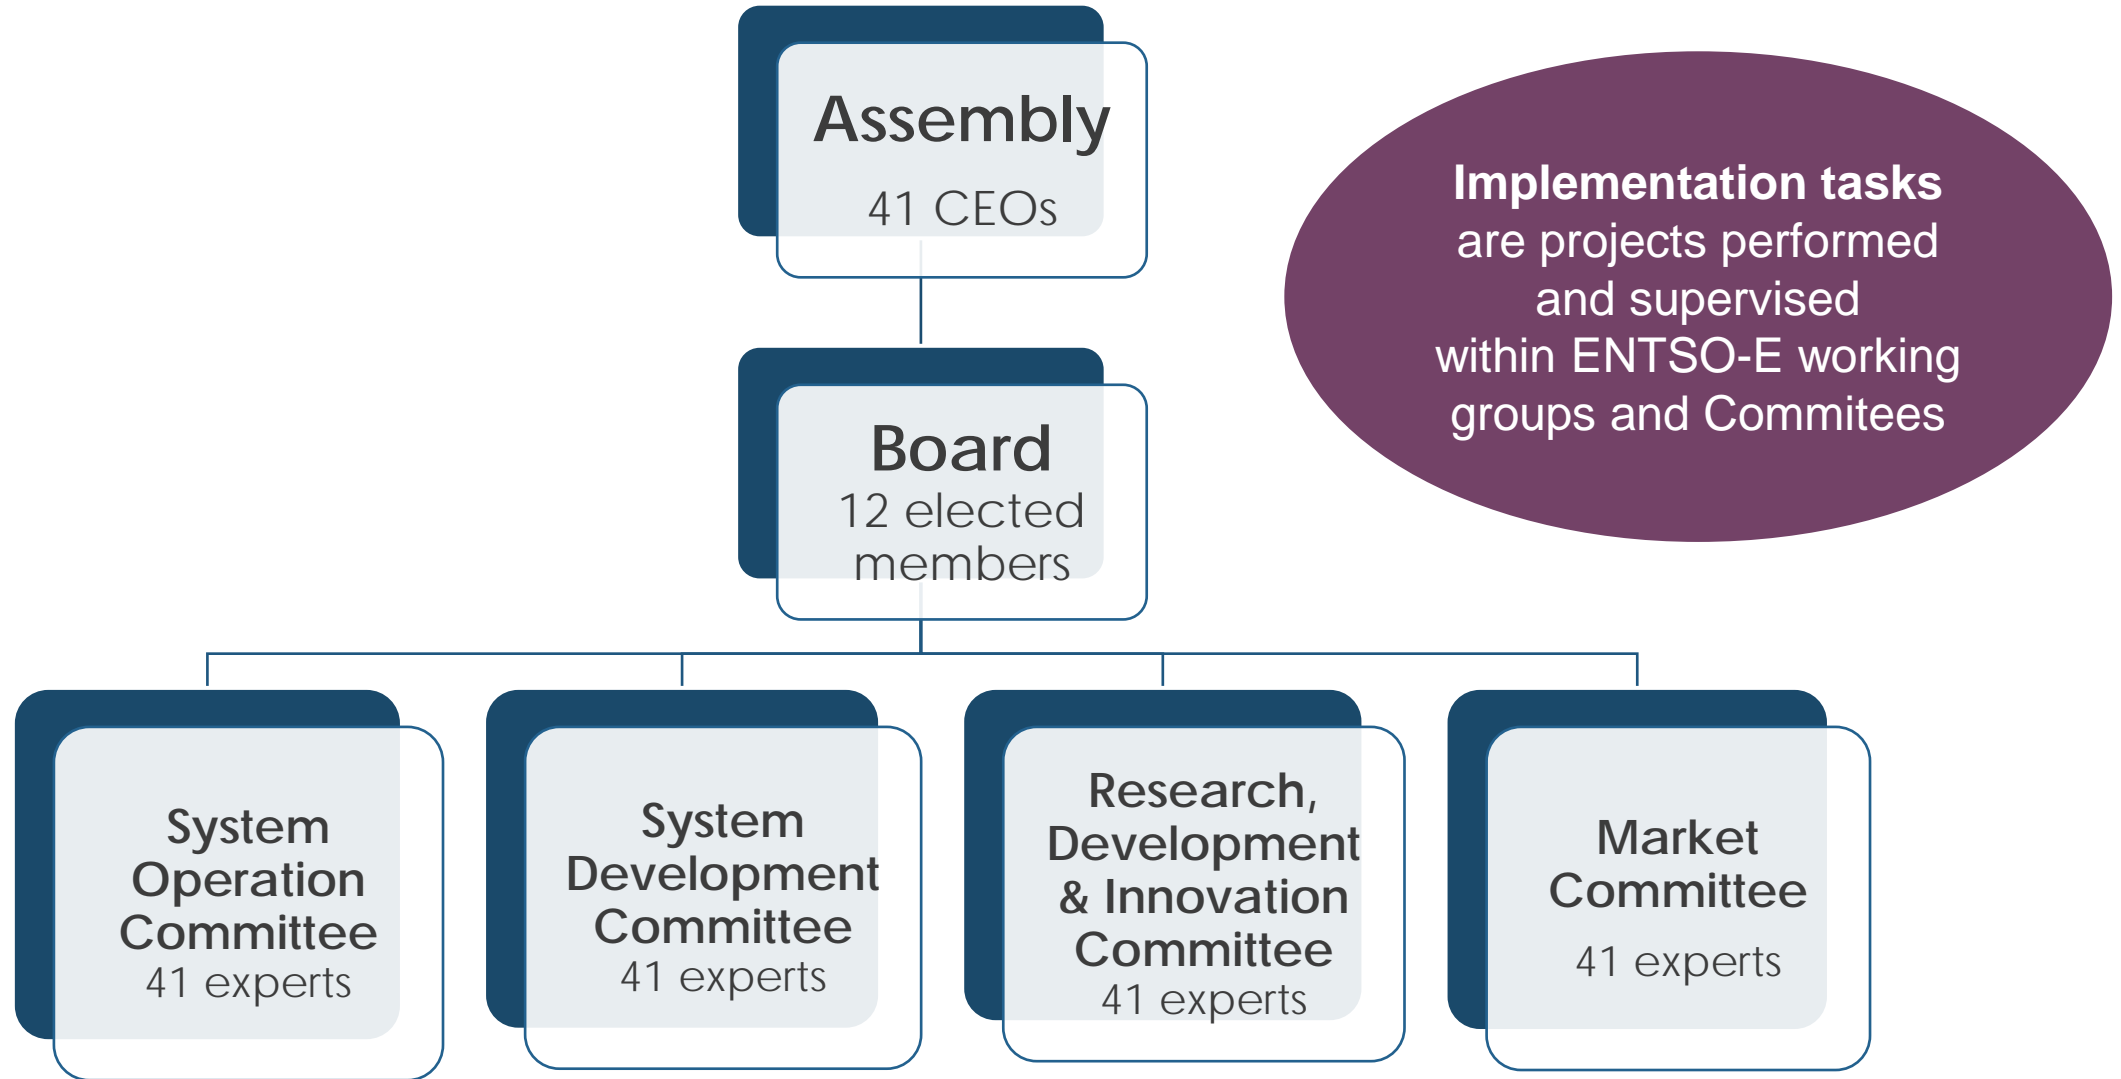 Assembly
41 CEOs
Implementation tasks
are projects performed
and supervised
within ENTSO-E working
groups and Commitees
Board
12 elected
members
System
Operation
Committee
41 experts
System
Development
Committee
41 experts
Research,
Development
& Innovation
Committee
41 experts
Market
Committee
41 experts